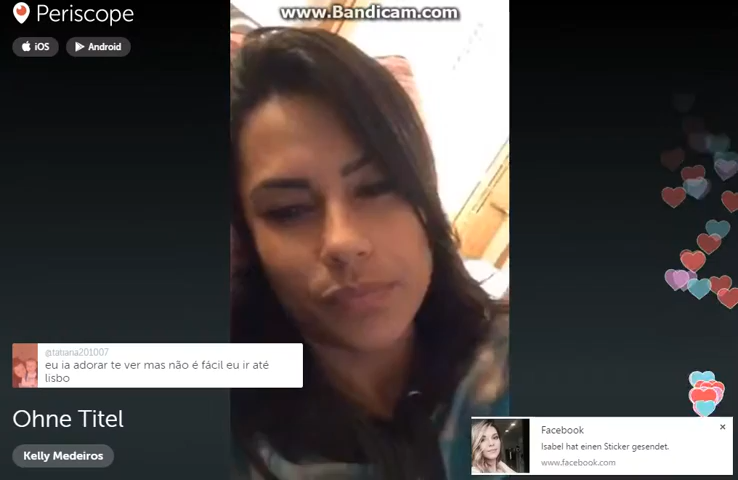 www.Bandicam.com
Periscope
iOS
Android
@tatiana201007
eu ia adorar te ver mas não é fácil eu ir até
lisbo
Ohne Titel
Kelly Medeiros
Facebook
Isabel hat einen Sticker gesendet.
www.facebook.com